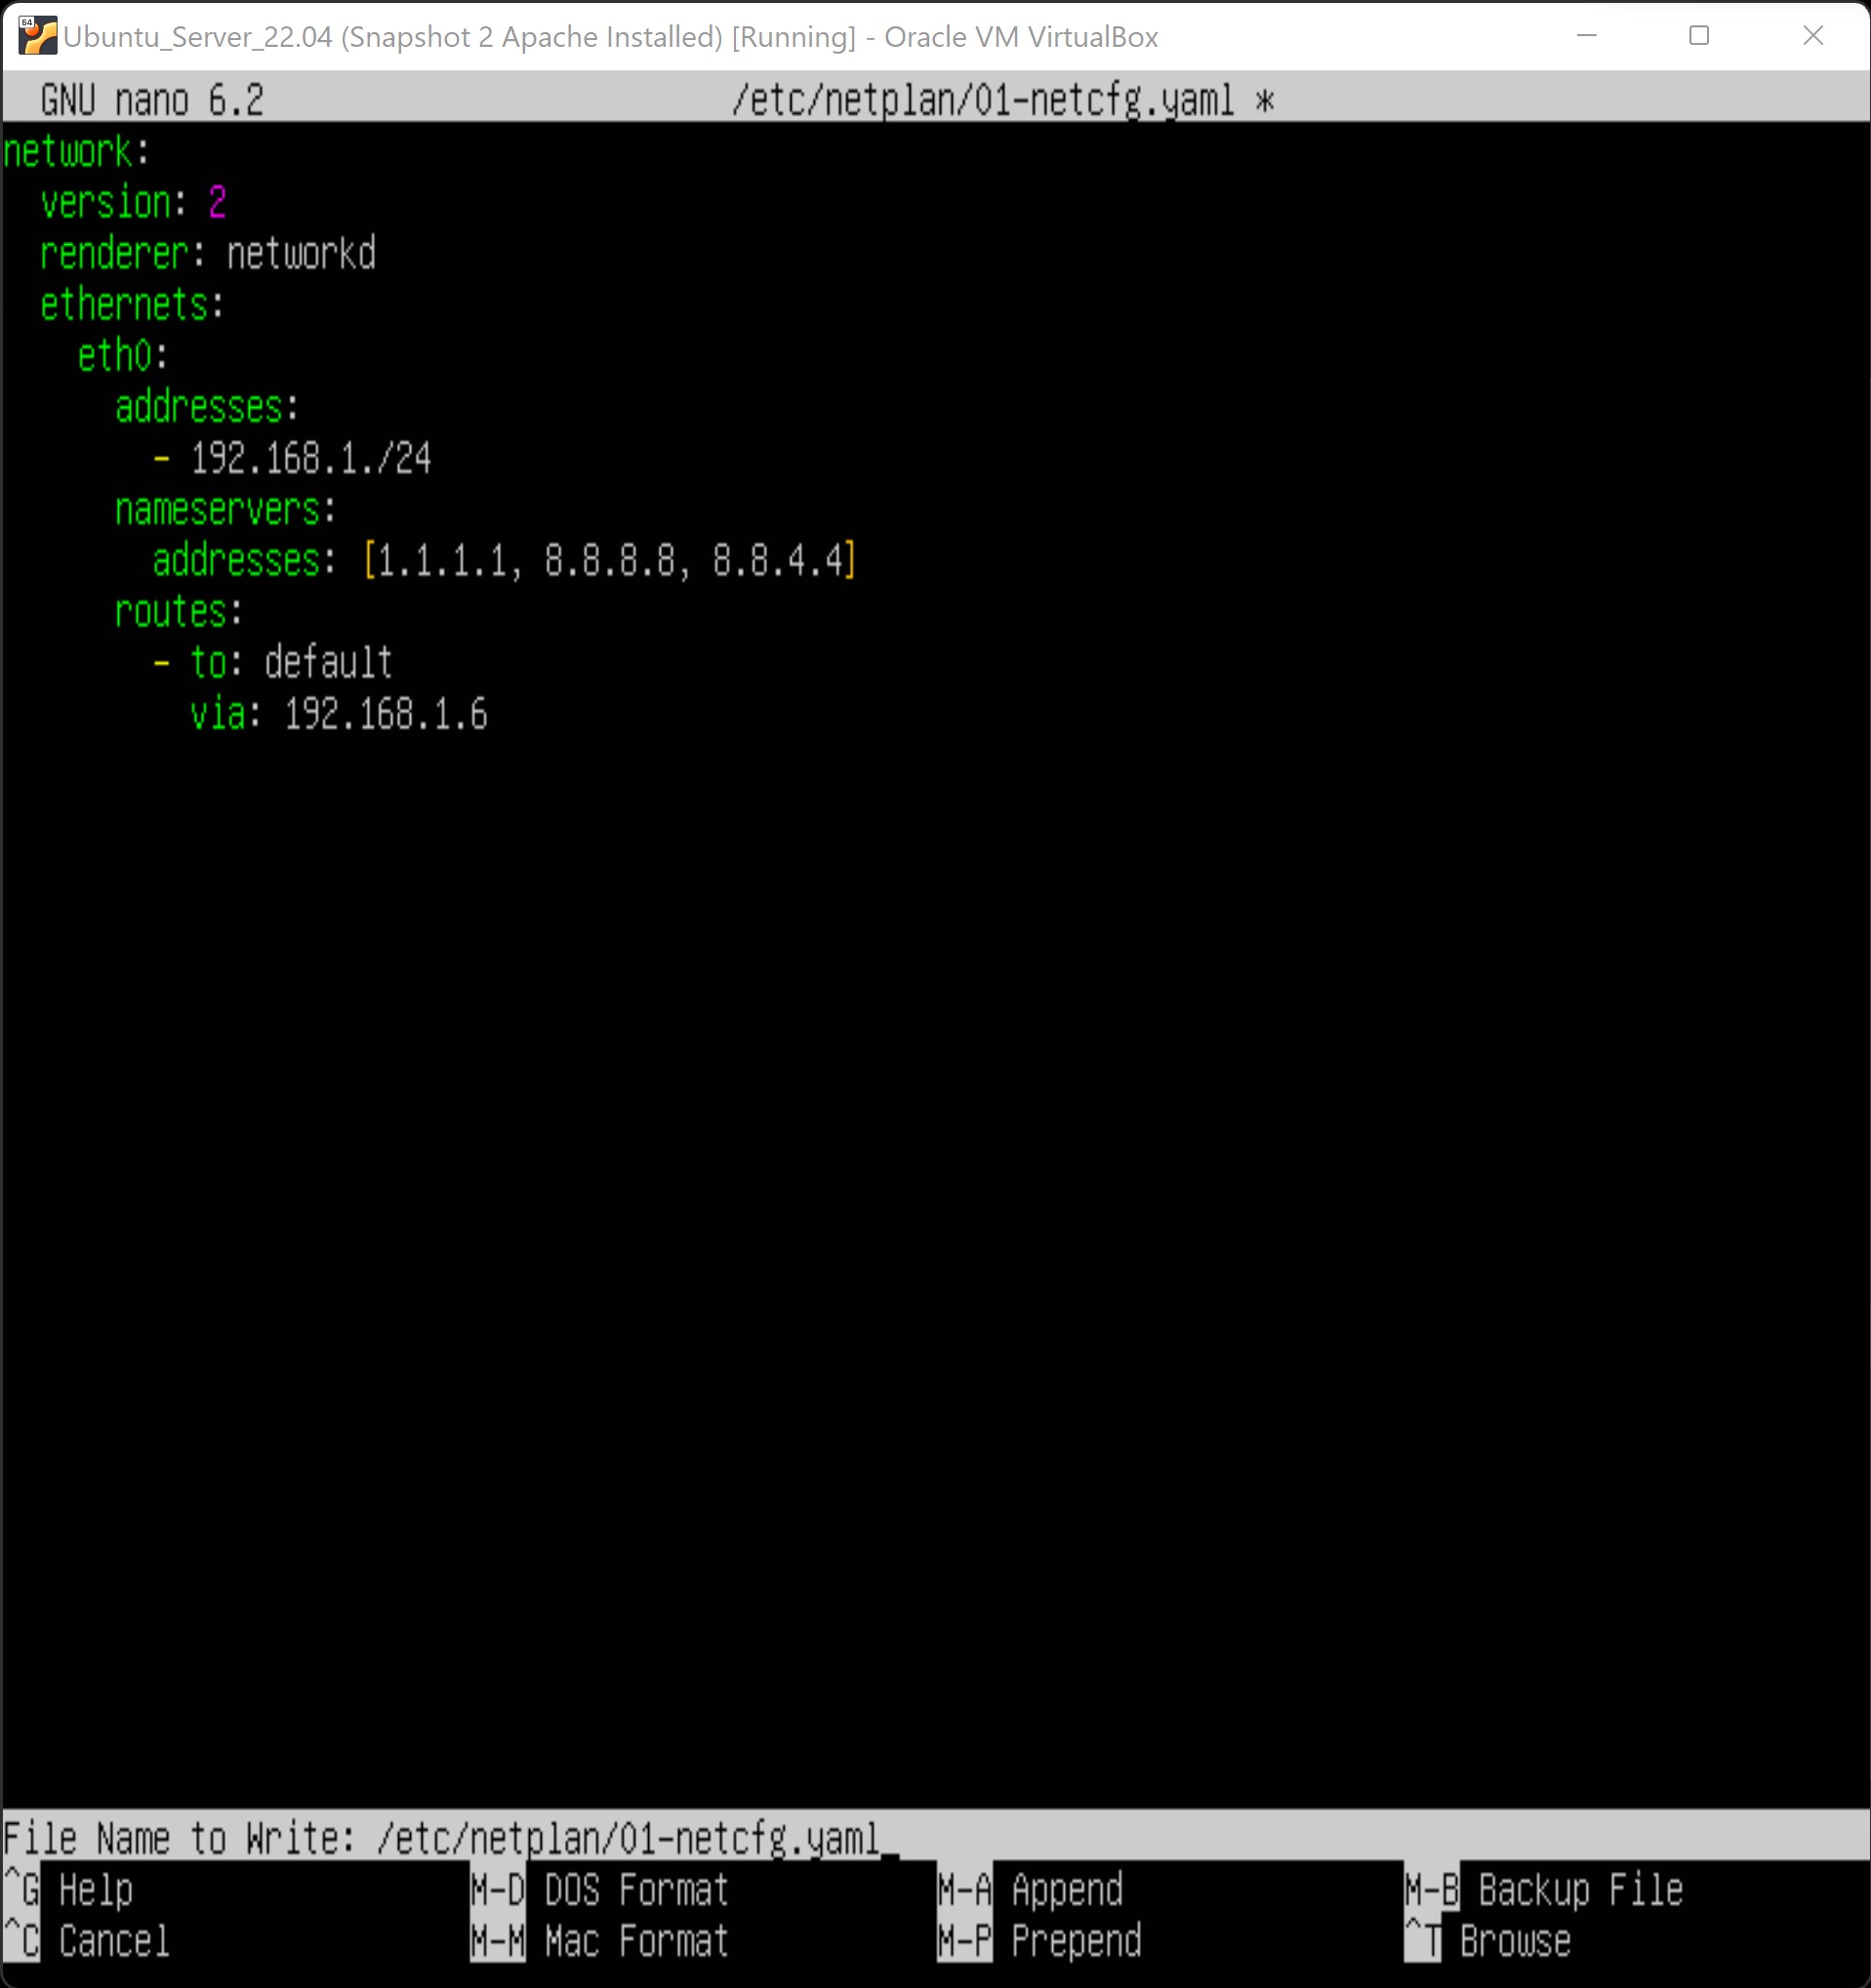 64
Ubuntu_Server_22.04 (Snapshot 2 Apache Installed) [Running] - Oracle VM VirtualBox
GNU nano 6.2 /etc/netplan/01-netcfg.yaml *
network:
  version: 2
  renderer: networkd
  ethernets:
    eth0:
      addresses:
        - 192.168.1./24
      nameservers:
        addresses: [1.1.1.1, 8.8.8.8, 8.8.4.4]
      routes:
        - to: default
          via: 192.168.1.6
File Name to Write: /etc/netplan/01-netcfg.yaml_
^G Help M-D DOS Format M-A Append M-B Backup File
^C Cancel M-M Mac Format M-P Prepend ^T Browse